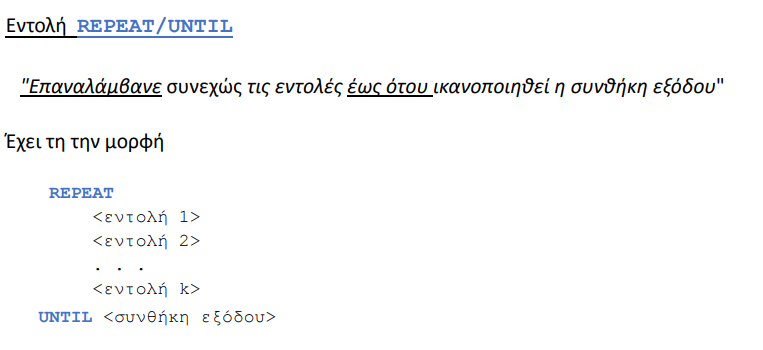 Εντολή REPEAT/UNTIL
"Επαναλάμβανε συνεχώς τις εντολές έως ότου ικανοποιηθεί η συνθήκη εξόδου"
Έχει τη την μορφή
REPEAT
<εντολή 1>
<εντολή 2>
. . .
<εντολή k>
UNTIL <συνθήκη εξόδου>